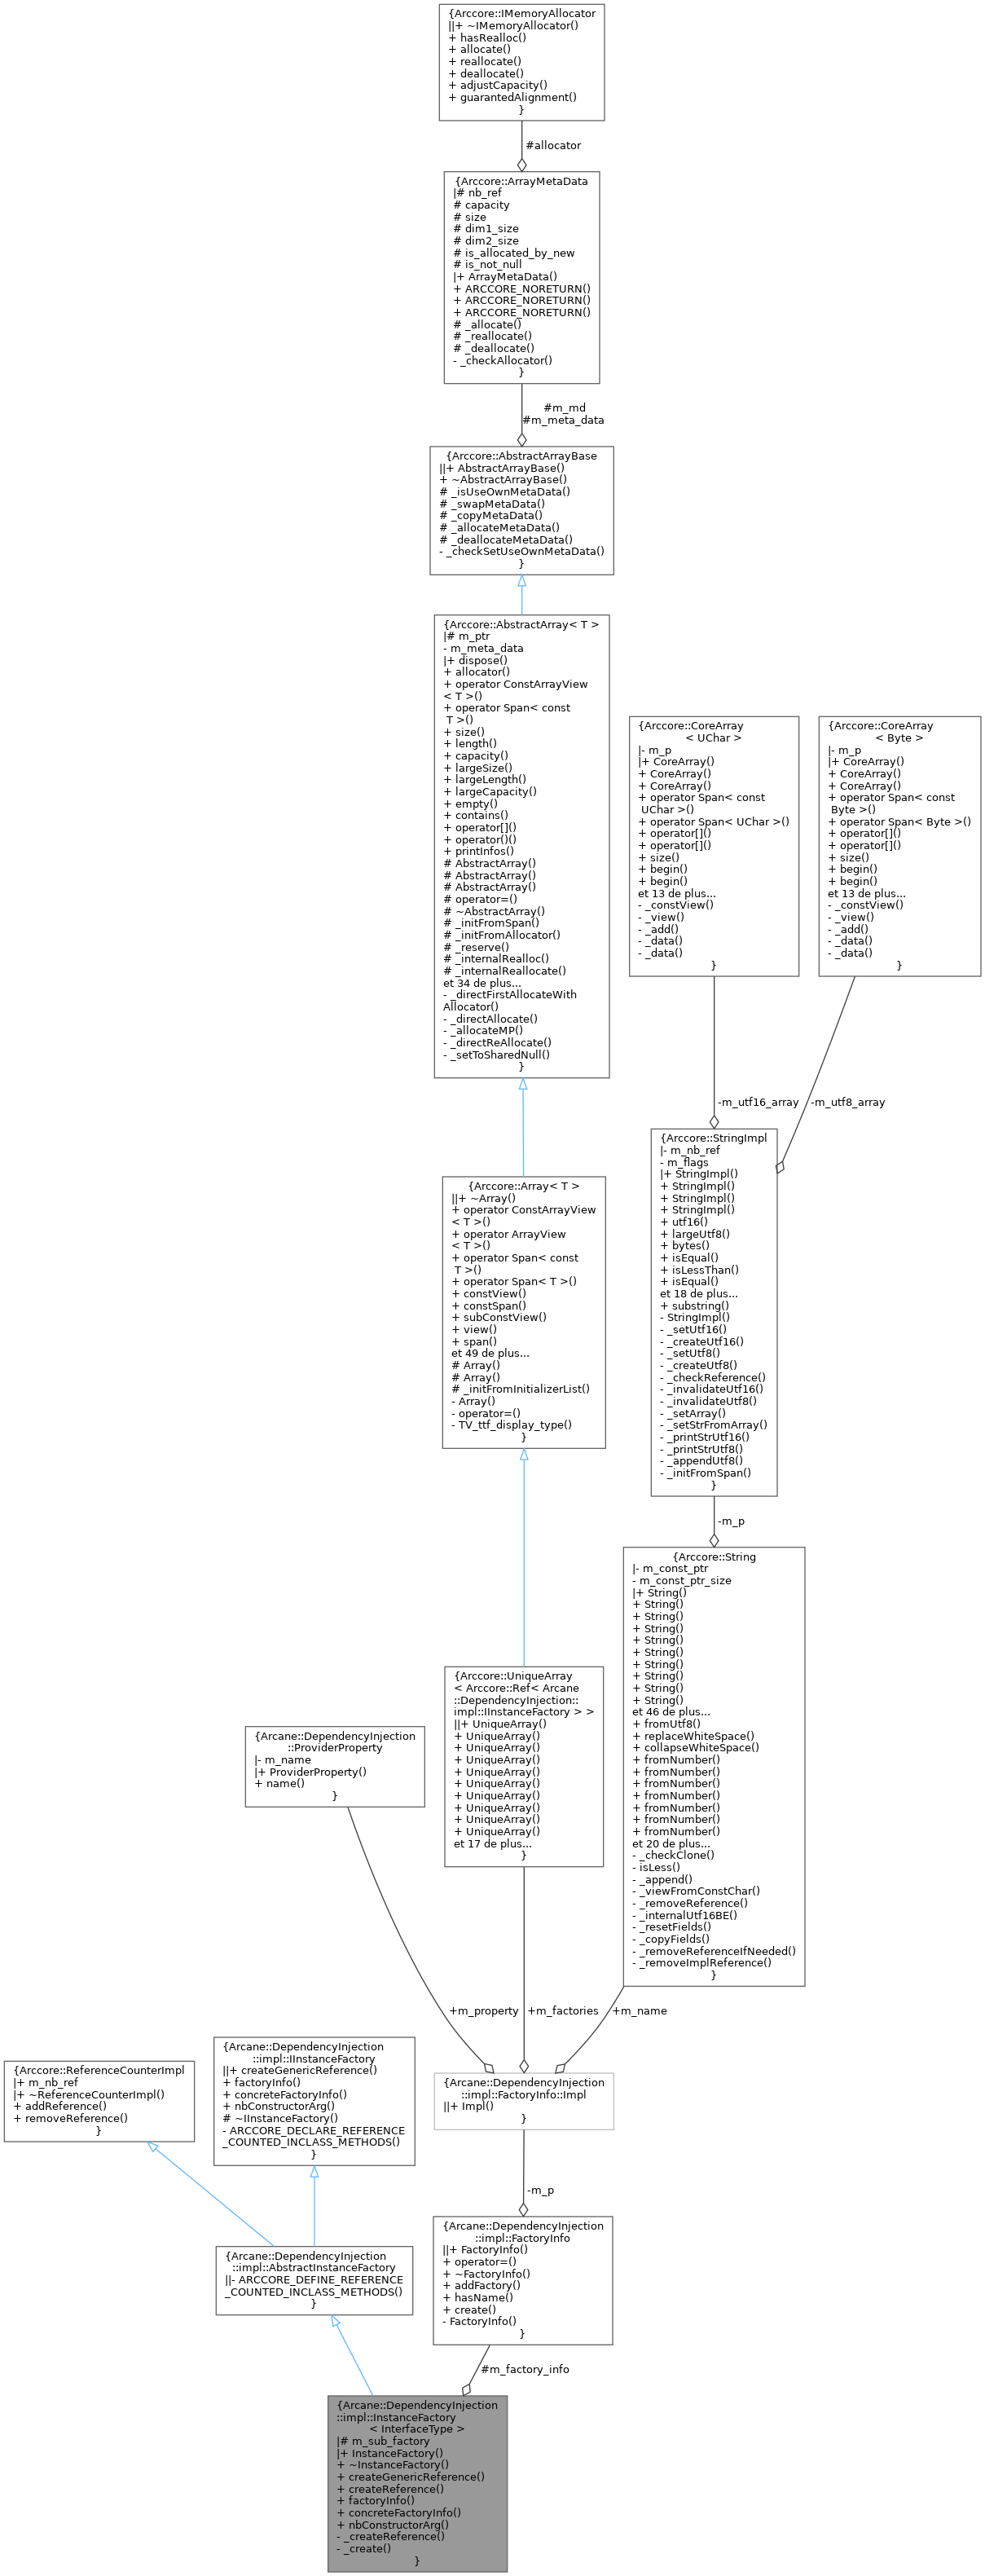 {Arccore::IMemoryAllocator
||+ ~IMemoryAllocator()
+ hasRealloc()
+ allocate()
+ reallocate()
+ deallocate()
+ adjustCapacity()
+ guarantedAlignment()
}
#allocator
{Arccore::ArrayMetaData
|# nb_ref
# capacity
# size
# dim1_size
# dim2_size
# is_allocated_by_new
# is_not_null
|+ ArrayMetaData()
+ ARCCORE_NORETURN()
+ ARCCORE_NORETURN()
+ ARCCORE_NORETURN()
# _allocate()
# _reallocate()
# _deallocate()
- _checkAllocator()
}
#m_md
#m_meta_data
{Arccore::AbstractArrayBase
||+ AbstractArrayBase()
+ ~AbstractArrayBase()
# _isUseOwnMetaData()
# _swapMetaData()
# _copyMetaData()
# _allocateMetaData()
# _deallocateMetaData()
- _checkSetUseOwnMetaData()
}
{Arccore::AbstractArray< T >
|# m_ptr
- m_meta_data
|+ dispose()
+ allocator()
+ operator ConstArrayView
< T >()
+ operator Span< const
T >()
+ size()
+ length()
+ capacity()
+ largeSize()
+ largeLength()
+ largeCapacity()
+ empty()
+ contains()
+ operator[]()
+ operator()()
+ printInfos()
# AbstractArray()
# AbstractArray()
# AbstractArray()
# operator=()
# ~AbstractArray()
# _initFromSpan()
# _initFromAllocator()
# _reserve()
# _internalRealloc()
# _internalReallocate()
et 34 de plus...
- _directFirstAllocateWith
Allocator()
- _directAllocate()
- _allocateMP()
- _directReAllocate()
- _setToSharedNull()
}
{Arccore::CoreArray
< UChar >
|- m_p
|+ CoreArray()
+ CoreArray()
+ CoreArray()
+ operator Span< const
UChar >()
+ operator Span< UChar >()
+ operator[]()
+ operator[]()
+ size()
+ begin()
+ begin()
et 13 de plus...
- _constView()
- _view()
- _add()
- _data()
- _data()
}
{Arccore::CoreArray
< Byte >
|- m_p
|+ CoreArray()
+ CoreArray()
+ CoreArray()
+ operator Span< const
Byte >()
+ operator Span< Byte >()
+ operator[]()
+ operator[]()
+ size()
+ begin()
+ begin()
et 13 de plus...
- _constView()
- _view()
- _add()
- _data()
- _data()
}
-m_utf16_array
-m_utf8_array
{Arccore::StringImpl
|- m_nb_ref
- m_flags
|+ StringImpl()
+ StringImpl()
+ StringImpl()
+ StringImpl()
+ utf16()
+ largeUtf8()
+ bytes()
+ isEqual()
+ isLessThan()
+ isEqual()
et 18 de plus...
+ substring()
- StringImpl()
- _setUtf16()
- _createUtf16()
- _setUtf8()
- _createUtf8()
- _checkReference()
- _invalidateUtf16()
- _invalidateUtf8()
- _setArray()
- _setStrFromArray()
- _printStrUtf16()
- _printStrUtf8()
- _appendUtf8()
- _initFromSpan()
}
{Arccore::Array< T >
||+ ~Array()
+ operator ConstArrayView
< T >()
+ operator ArrayView
< T >()
+ operator Span< const
T >()
+ operator Span< T >()
+ constView()
+ constSpan()
+ subConstView()
+ view()
+ span()
et 49 de plus...
# Array()
# Array()
# _initFromInitializerList()
- Array()
- operator=()
- TV_ttf_display_type()
}
-m_p
{Arccore::String
|- m_const_ptr
- m_const_ptr_size
|+ String()
+ String()
+ String()
+ String()
+ String()
+ String()
+ String()
+ String()
+ String()
+ String()
et 46 de plus...
+ fromUtf8()
+ replaceWhiteSpace()
+ collapseWhiteSpace()
+ fromNumber()
+ fromNumber()
+ fromNumber()
+ fromNumber()
+ fromNumber()
+ fromNumber()
+ fromNumber()
et 20 de plus...
- _checkClone()
- isLess()
- _append()
- _viewFromConstChar()
- _removeReference()
- _internalUtf16BE()
- _resetFields()
- _copyFields()
- _removeReferenceIfNeeded()
- _removeImplReference()
}
{Arccore::UniqueArray
< Arccore::Ref< Arcane
::DependencyInjection::
impl::IInstanceFactory > >
||+ UniqueArray()
+ UniqueArray()
+ UniqueArray()
+ UniqueArray()
+ UniqueArray()
+ UniqueArray()
+ UniqueArray()
+ UniqueArray()
+ UniqueArray()
+ UniqueArray()
et 17 de plus...
}
{Arcane::DependencyInjection
::ProviderProperty
|- m_name
|+ ProviderProperty()
+ name()
}
+m_property
+m_factories
+m_name
{Arcane::DependencyInjection
::impl::FactoryInfo::Impl
||+ Impl()
}
{Arccore::ReferenceCounterImpl
|+ m_nb_ref
|+ ~ReferenceCounterImpl()
+ addReference()
+ removeReference()
}
{Arcane::DependencyInjection
::impl::IInstanceFactory
||+ createGenericReference()
+ factoryInfo()
+ concreteFactoryInfo()
+ nbConstructorArg()
# ~IInstanceFactory()
- ARCCORE_DECLARE_REFERENCE
_COUNTED_INCLASS_METHODS()
}
-m_p
{Arcane::DependencyInjection
::impl::AbstractInstanceFactory
||- ARCCORE_DEFINE_REFERENCE
_COUNTED_INCLASS_METHODS()
}
{Arcane::DependencyInjection
::impl::FactoryInfo
||+ FactoryInfo()
+ operator=()
+ ~FactoryInfo()
+ addFactory()
+ hasName()
+ create()
- FactoryInfo()
}
#m_factory_info
{Arcane::DependencyInjection
::impl::InstanceFactory
< InterfaceType >
|# m_sub_factory
|+ InstanceFactory()
+ ~InstanceFactory()
+ createGenericReference()
+ createReference()
+ factoryInfo()
+ concreteFactoryInfo()
+ nbConstructorArg()
- _createReference()
- _create()
}